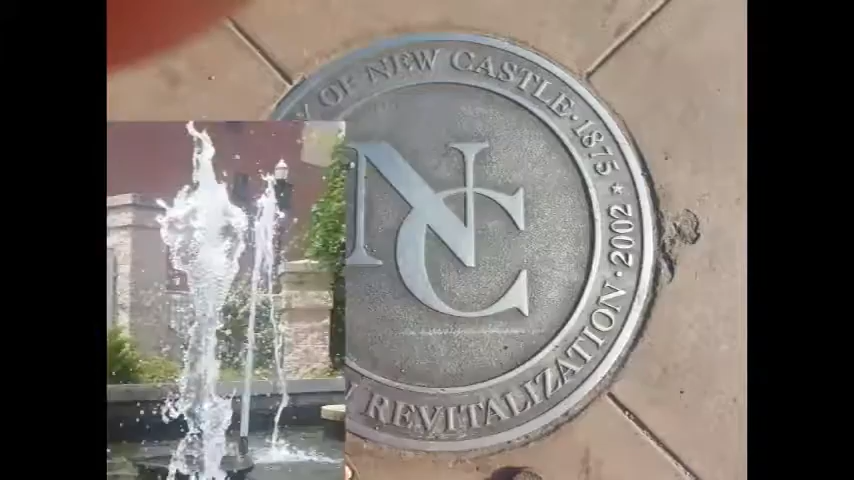 Y OF NEW CASTLE · 1875 ★ 2002 ·
REVITALIZATION
NC